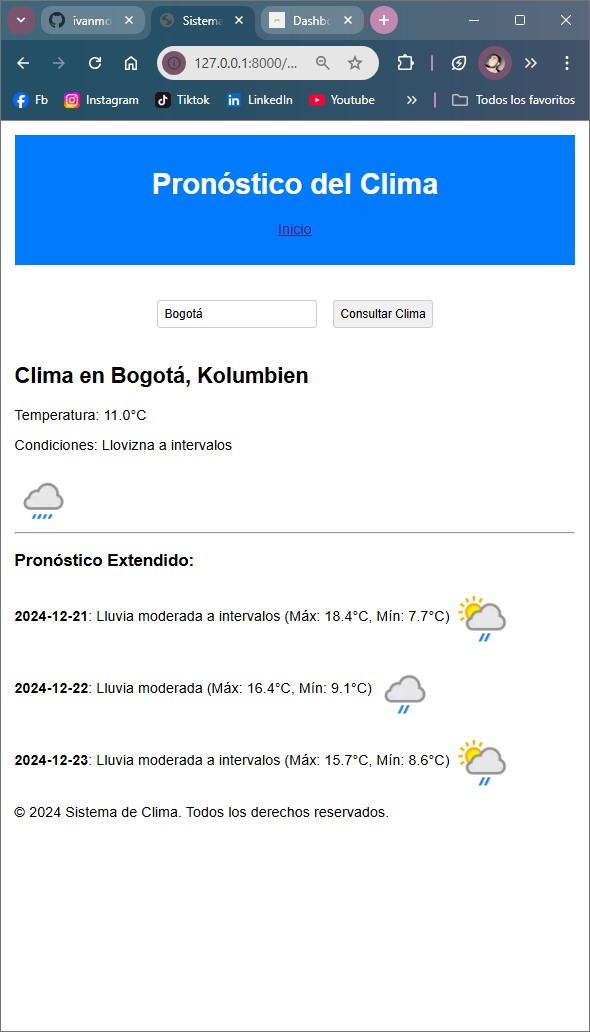 ivanmo
Sistema
Dashbo
127.0.0.1:8000/...
Fb
Instagram
Tiktok
LinkedIn
Youtube
Todos los favoritos
Pronóstico del Clima
Inicio
Bogotá
Consultar Clima
Clima en Bogotá, Kolumbien
Temperatura: 11.0°C
Condiciones: Llovizna a intervalos
Pronóstico Extendido:
2024-12-21: Lluvia moderada a intervalos (Máx: 18.4°C, Mín: 7.7°C)
2024-12-22: Lluvia moderada (Máx: 16.4°C, Mín: 9.1°C)
2024-12-23: Lluvia moderada a intervalos (Máx: 15.7°C, Mín: 8.6°C)
© 2024 Sistema de Clima. Todos los derechos reservados.